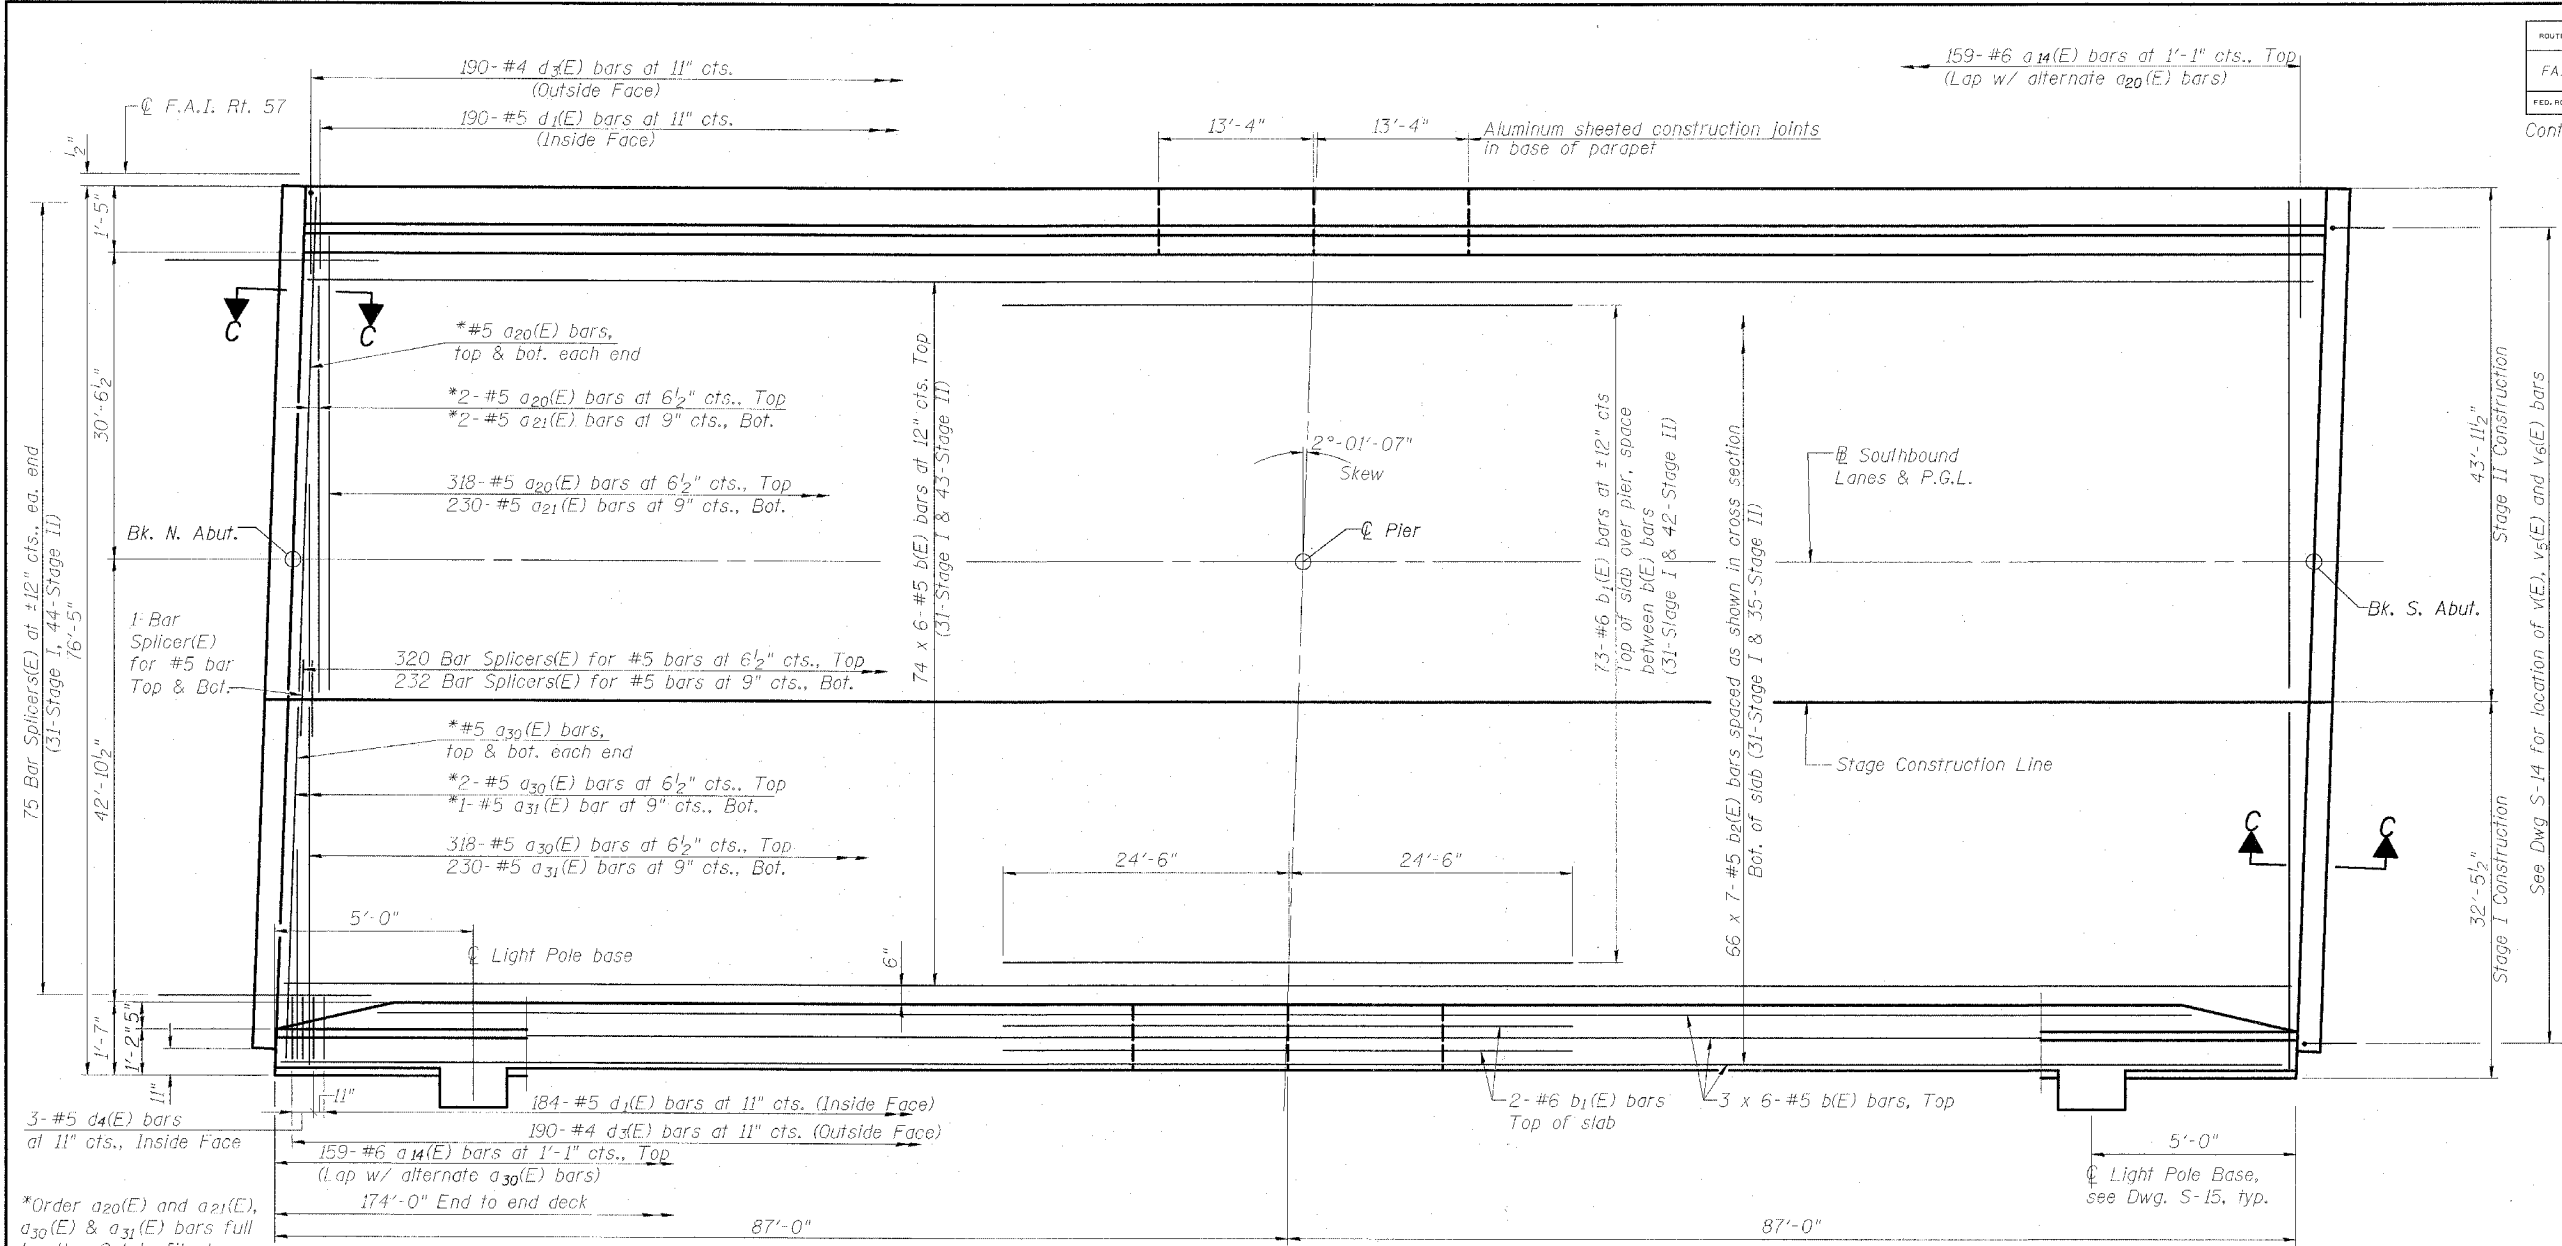 190-#4 d3(E) bars at 11" cts.
(Outside Face)
190-#5 d1(E) bars at 11" cts.
(Inside Face)
159-#6 a14(E) bars at 1'-1" cts., Top
(Lap w/ alternate a20(E) bars)
ROUT
FA.
FED. RO
Cont
℄ F.A.I. Rt. 57
½"
13'-4"
13'-4"
Aluminum sheeted construction joints
in base of parapet
1'-5"
C
C
*#5 a20(E) bars,
top & bot. each end
*2-#5 a20(E) bars at 6½" cts., Top
*2-#5 a21(E) bars at 9" cts., Bot.
318-#5 a20(E) bars at 6½" cts., Top
230-#5 a21(E) bars at 9" cts., Bot.
30'-6½"
75 Bar Splicers(E) at ±12" cts., ea. end
(31-Stage I, 44-Stage II)
76'-5"
42'-10½"
Bk. N. Abut.
1-Bar
Splicer(E)
for #5 bar
Top & Bot.
320 Bar Splicers(E) for #5 bars at 6½" cts., Top
232 Bar Splicers(E) for #5 bars at 9" cts., Bot.
74 x 6-#5 b(E) bars at 12" cts. Top
(31-Stage I & 43-Stage II)
2°-01'-07"
Skew
℄ Pier
73-#6 b1(E) bars at ±12" cts
Top of slab over pier, space
between b(E) bars
(31-Stage I & 42-Stage II)
66 x 7-#5 b2(E) bars spaced as shown in cross section
Bot. of slab (31-Stage I & 35-Stage II)
Southbound
Lanes & P.G.L.
Bk. S. Abut.
43'-11½"
Stage II Construction
See Dwg S-14 for location of v(E), v5(E) and v6(E) bars
*#5 a30(E) bars,
top & bot. each end
*2-#5 a30(E) bars at 6½" cts., Top
*1-#5 a31(E) bar at 9" cts., Bot.
318-#5 a30(E) bars at 6½" cts., Top
230-#5 a31(E) bars at 9" cts., Bot.
Stage Construction Line
C
C
32'-5½"
Stage I Construction
24'-6"
24'-6"
5'-0"
℄ Light Pole base
6"
1'-7"
1'-2"
5"
11"
11"
3-#5 d4(E) bars
at 11" cts., Inside Face
184-#5 d1(E) bars at 11" cts. (Inside Face)
190-#4 d3(E) bars at 11" cts. (Outside Face)
159-#6 a14(E) bars at 1'-1" cts., Top
(Lap w/ alternate a30(E) bars)
174'-0" End to end deck
2-#6 b1(E) bars
Top of slab
3 x 6-#5 b(E) bars, Top
5'-0"
℄ Light Pole Base,
see Dwg. S-15, typ.
*Order a20(E) and a21(E),
a30(E) & a31(E) bars full
87'-0"
87'-0"